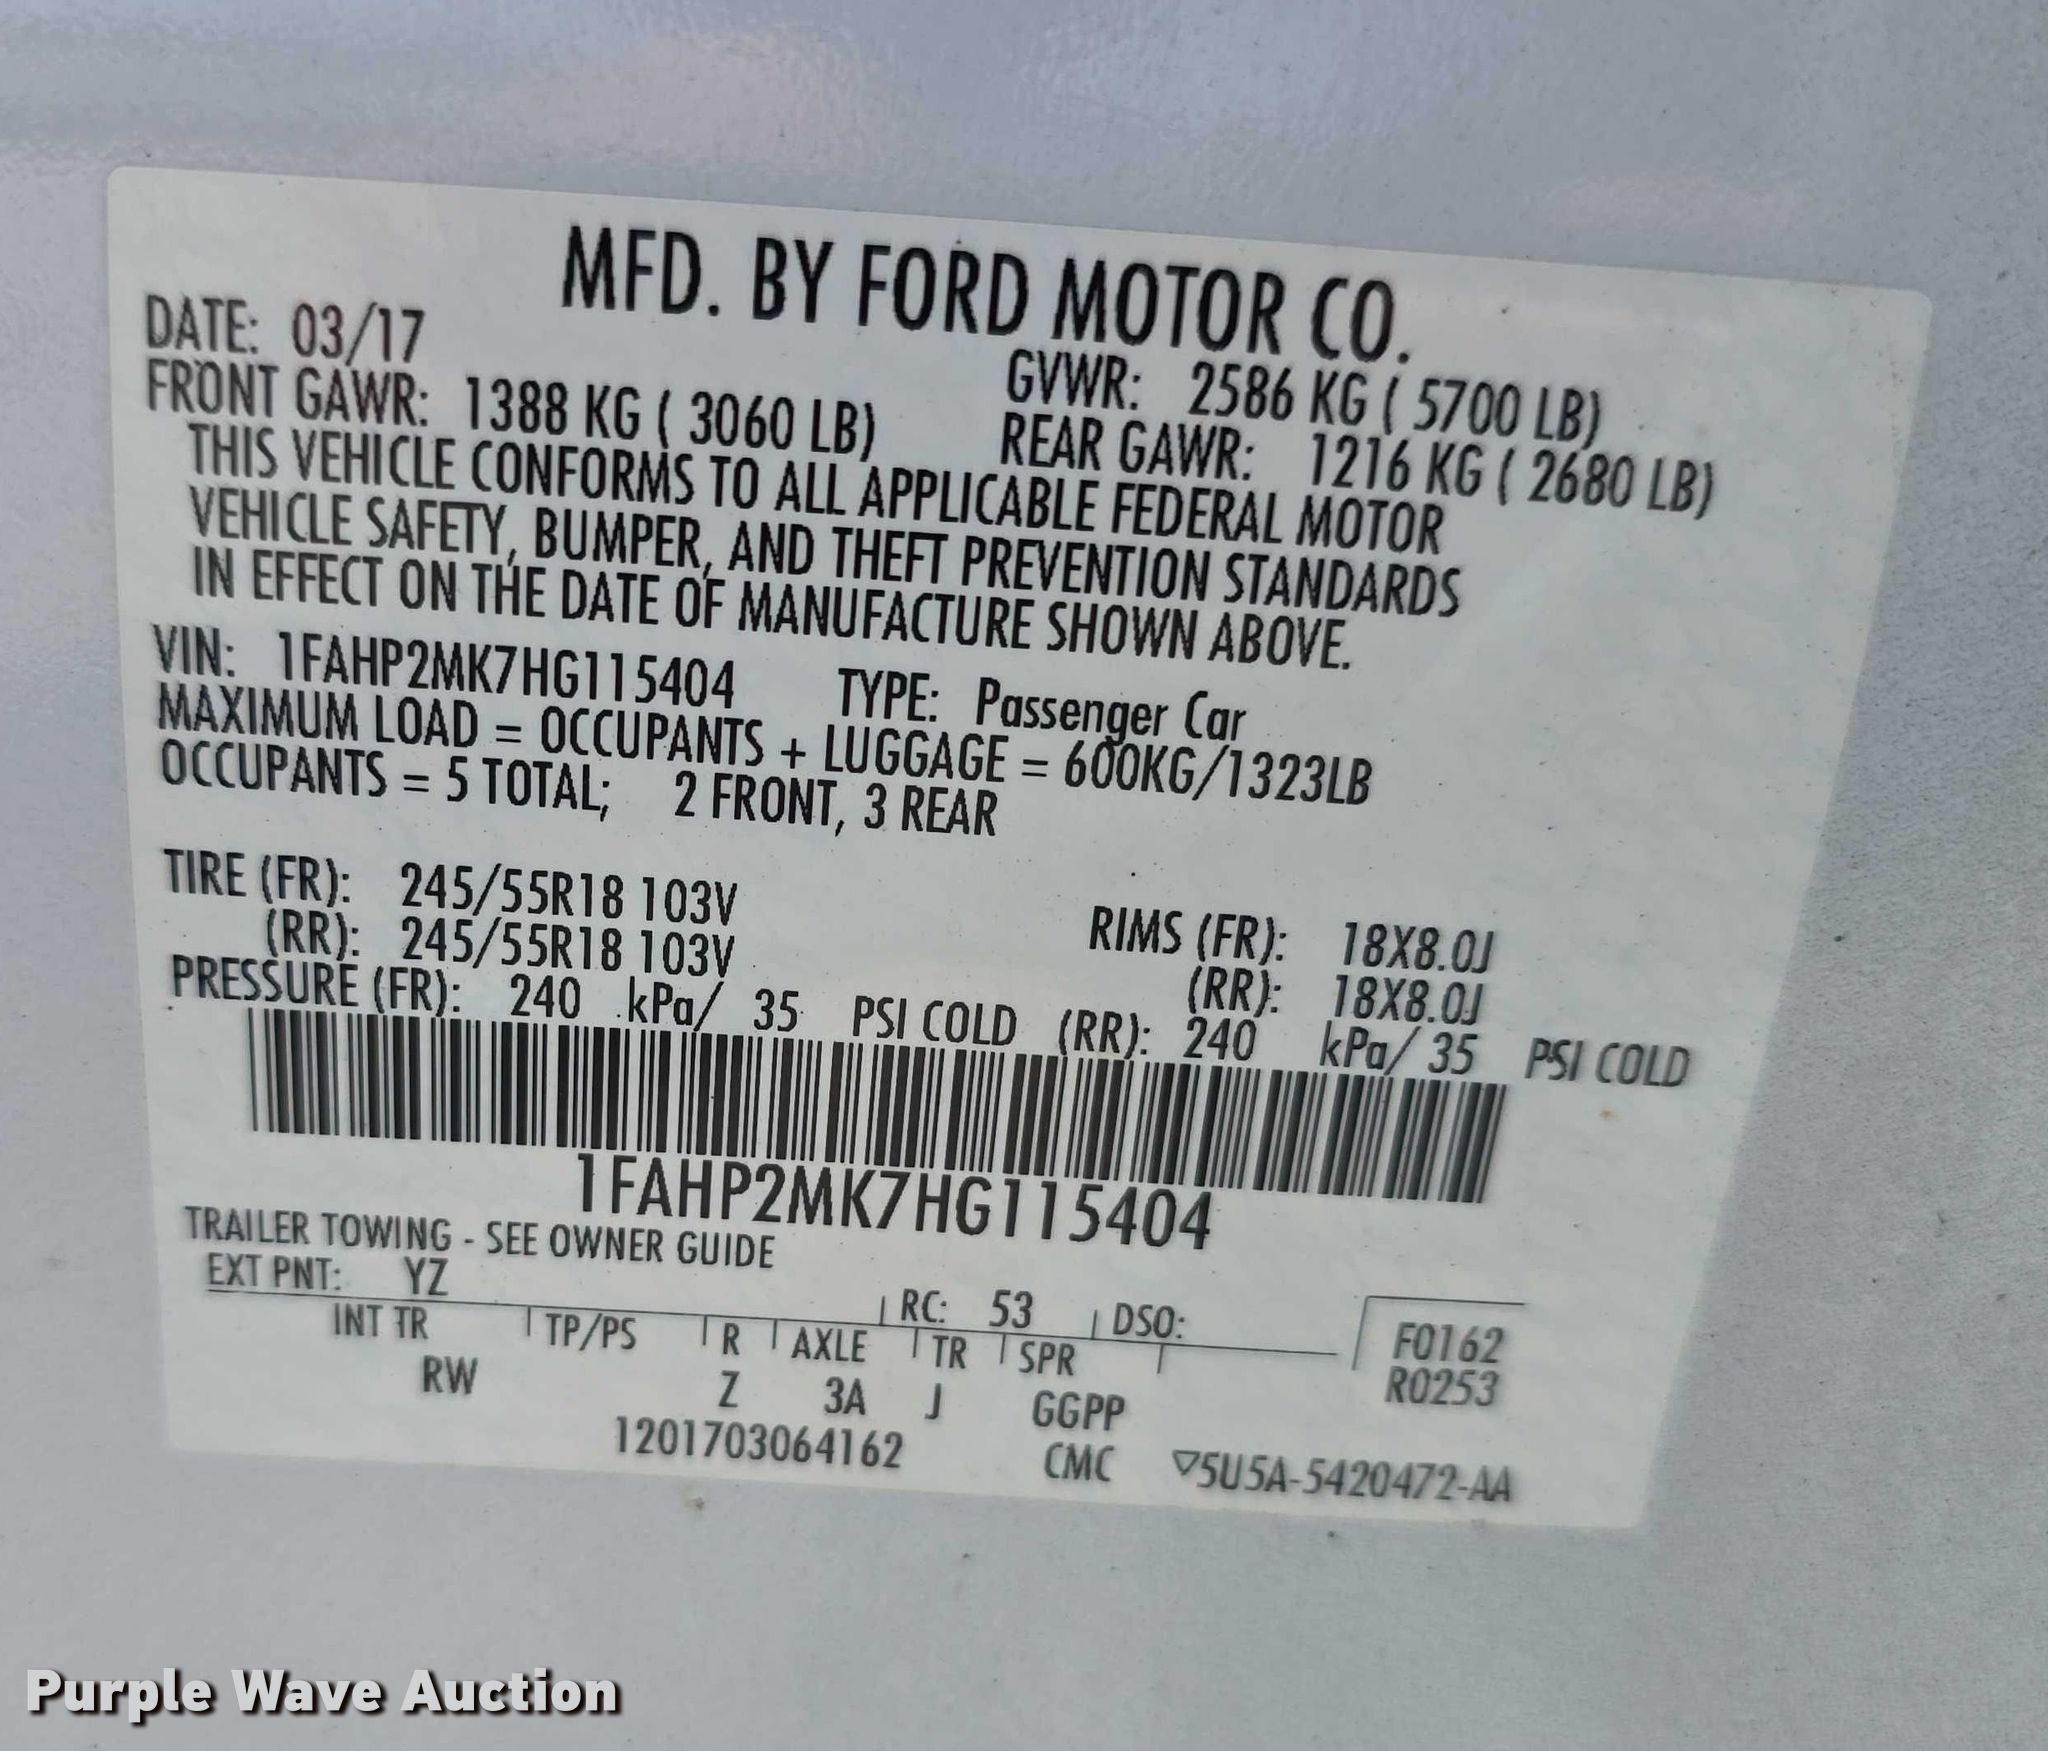 MFD. BY FORD MOTOR CO.
DATE: 03/17 GVWR: 2586 KG ( 5700 LB)
FRONT GAWR: 1388 KG ( 3060 LB) REAR GAWR: 1216 KG ( 2680 LB)
THIS VEHICLE CONFORMS TO ALL APPLICABLE FEDERAL MOTOR
VEHICLE SAFETY, BUMPER, AND THEFT PREVENTION STANDARDS
IN EFFECT ON THE DATE OF MANUFACTURE SHOWN ABOVE.
VIN: 1FAHP2MK7HG115404 TYPE: Passenger Car
MAXIMUM LOAD = OCCUPANTS + LUGGAGE = 600KG/1323LB
OCCUPANTS = 5 TOTAL; 2 FRONT, 3 REAR
TIRE (FR): 245/55R18 103V RIMS (FR): 18X8.0J
(RR): 245/55R18 103V (RR): 18X8.0J
PRESSURE (FR): 240 kPa/ 35 PSI COLD (RR): 240 kPa/ 35 PSI COLD
1FAHP2MK7HG115404
TRAILER TOWING - SEE OWNER GUIDE
EXT PNT: YZ RC: 53 DSO:
INT TR TP/PS R AXLE TR SPR F0162
RW Z 3A J GGPP R0253
1201703064162 CMC ▽5U5A-5420472-AA
Purple Wave Auction